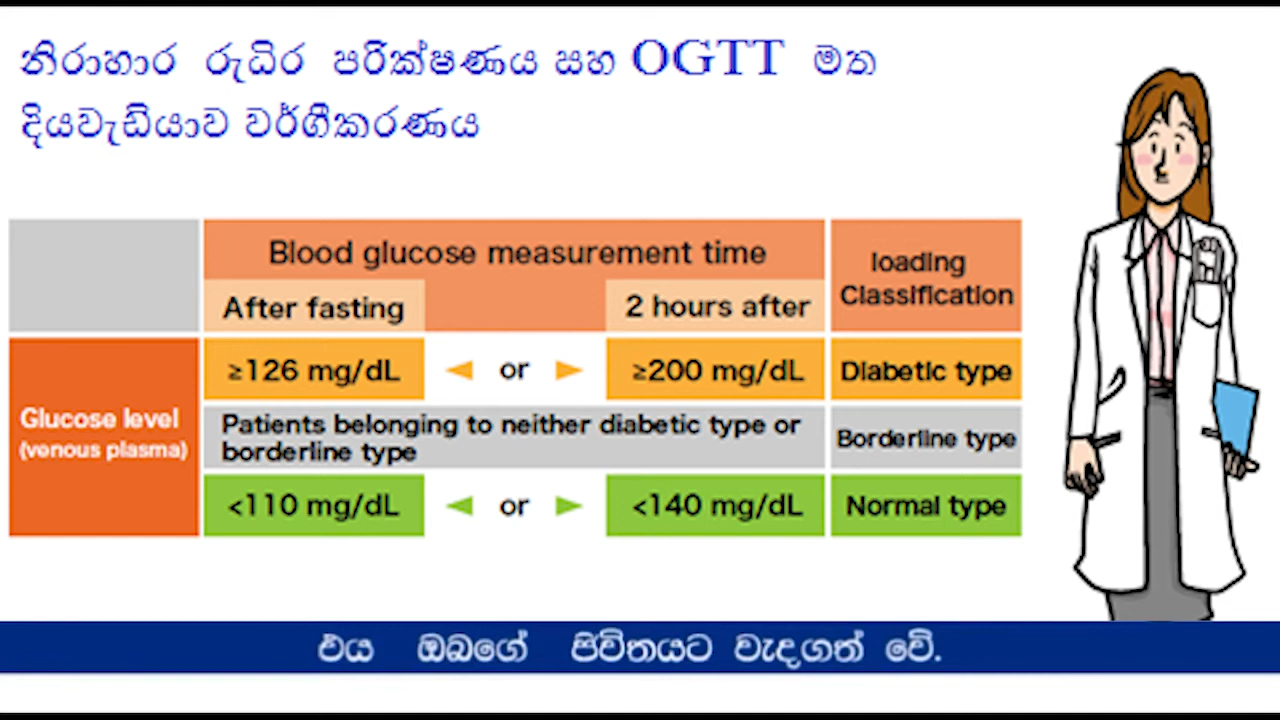 නිරාහාර රුධිර පරික්ෂණය සහ OGTT මත
දියවැඩියාව වර්ගීකරණය
Blood glucose measurement time
loading
Classification
After fasting
2 hours after
Glucose level
(venous plasma)
≥126 mg/dL
or
≥200 mg/dL
Diabetic type
Patients belonging to neither diabetic type or
borderline type
Borderline type
<110 mg/dL
or
<140 mg/dL
Normal type
එය ඔබගේ ජිවිතයට වැදගත් වේ.